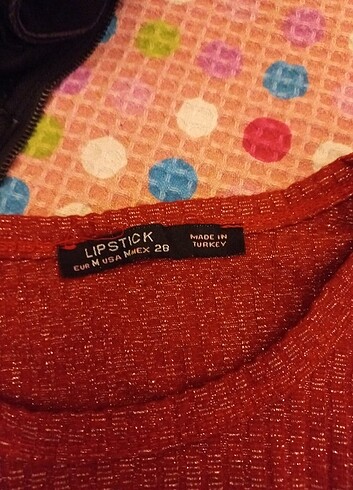 LIPSTICK
EUR M USA M MEX 28
MADE IN
TURKEY